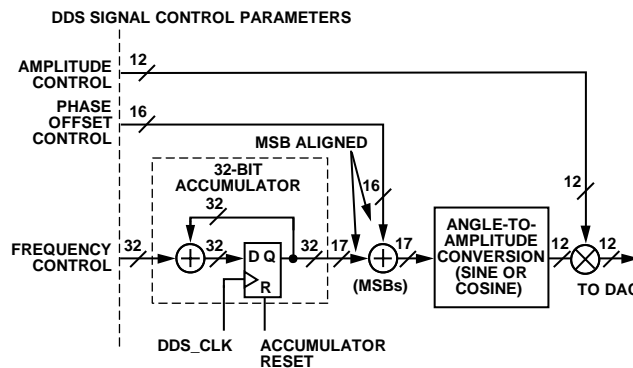 DDS SIGNAL CONTROL PARAMETERS
AMPLITUDE
CONTROL
12
PHASE
OFFSET
CONTROL
16
MSB ALIGNED
32-BIT
ACCUMULATOR
16
12
32
FREQUENCY
CONTROL
32
32
D Q
R
32
17
(MSBs)
17
ANGLE-TO-
AMPLITUDE
CONVERSION
(SINE OR
COSINE)
12
12
TO DAC
DDS_CLK
ACCUMULATOR
RESET